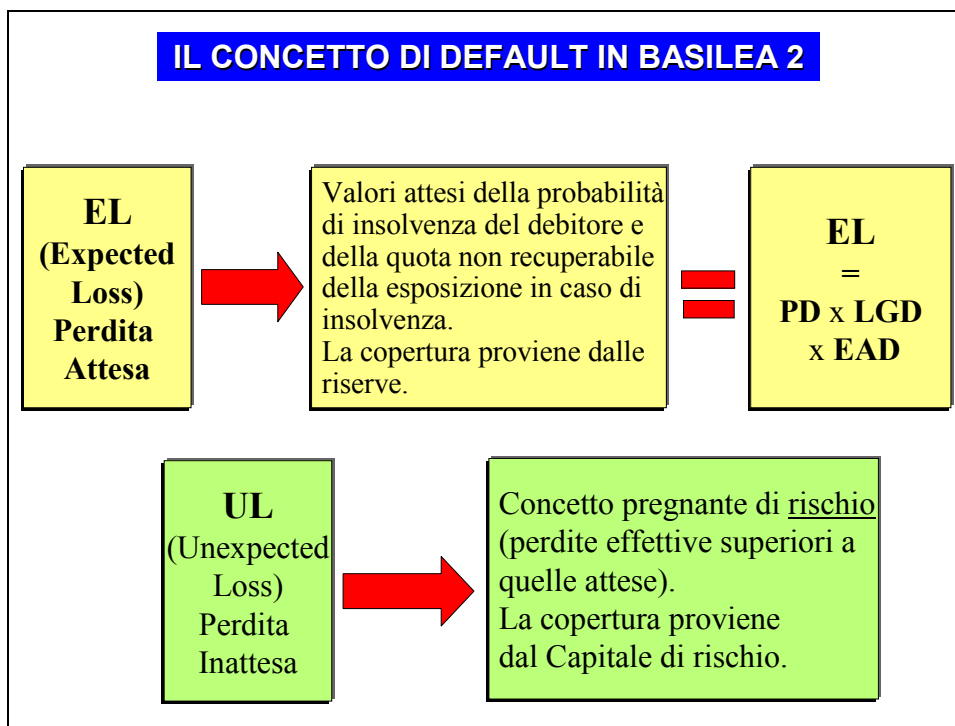 IL CONCETTO DI DEFAULT IN BASILEA 2
EL
(Expected
Loss)
Perdita
Attesa
Valori attesi della probabilità
di insolvenza del debitore e
della quota non recuperabile
della esposizione in caso di
insolvenza.
La copertura proviene dalle
riserve.
EL
=
PD x LGD
x EAD
UL
(Unexpected
Loss)
Perdita
Inattesa
Concetto pregnante di rischio
(perdite effettive superiori a
quelle attese).
La copertura proviene
dal Capitale di rischio.